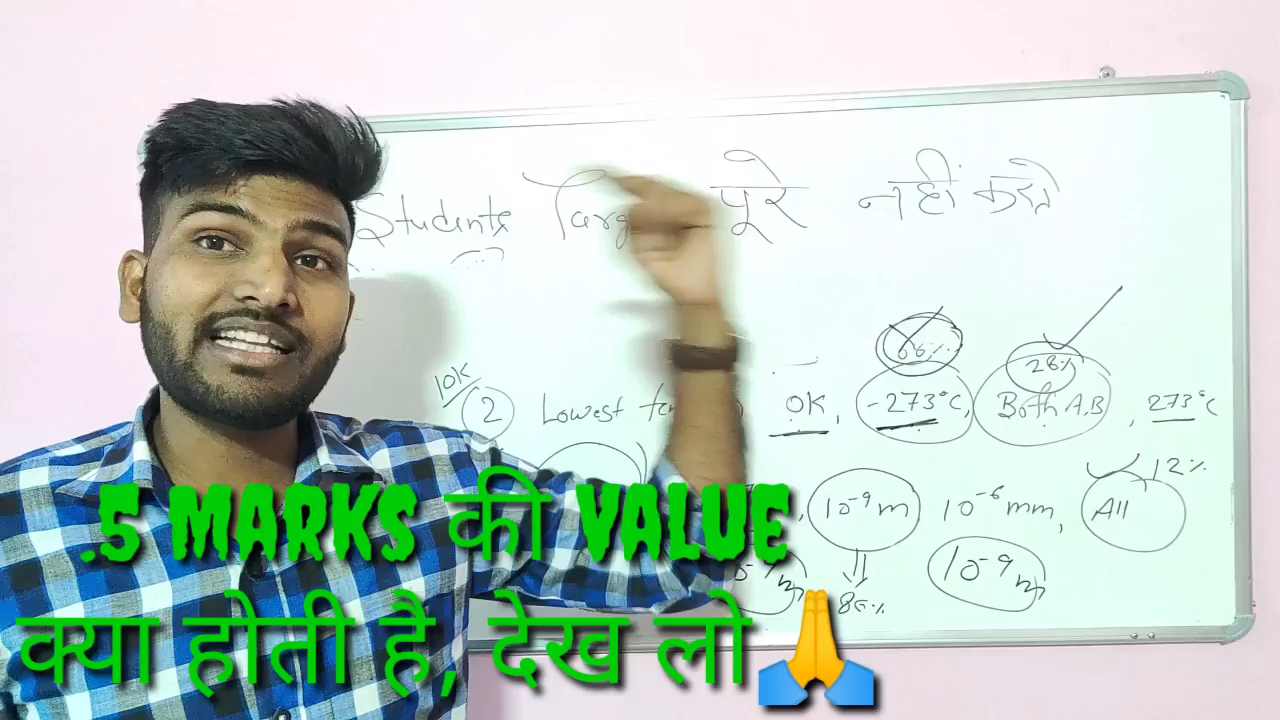 Students Targ पूरे नहीं करते
66%
28%
10K
2 Lowest OK, -273°C, Both A,B, 273°C
12%
10⁻⁹m 10⁻⁶mm, All
86%
10⁻⁹m
.5 MARKS की VALUE
क्या होती है, देख लो🙏